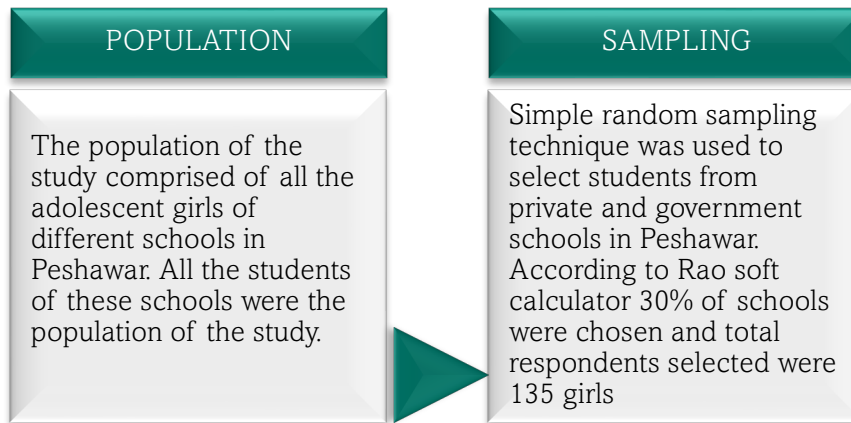 POPULATION
The population of the
study comprised of all the
adolescent girls of
different schools in
Peshawar. All the students
of these schools were the
population of the study.
SAMPLING
Simple random sampling
technique was used to
select students from
private and government
schools in Peshawar.
According to Rao soft
calculator 30% of schools
were chosen and total
respondents selected were
135 girls